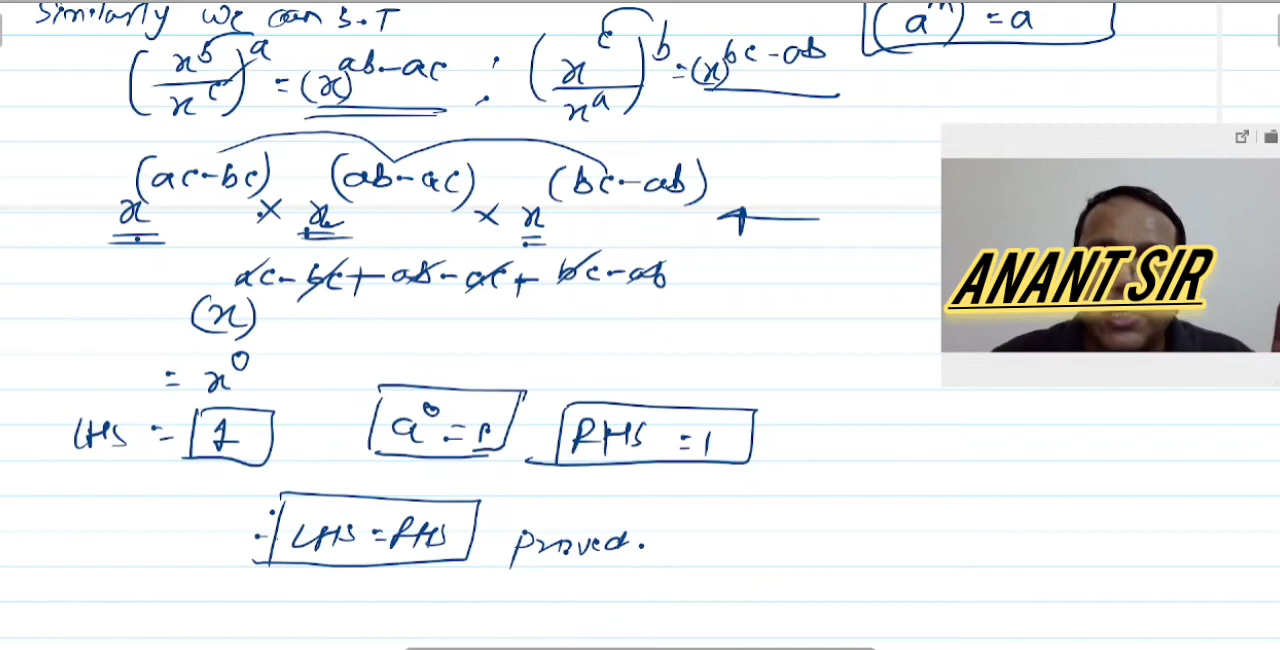 Similarly we can S.T
(a^m) = a
(x^b/x^c)^a = (x)^(ab-ac) : (x^c/x^a)^b = (x)^(bc-ab)
x^(ac-bc) × x^(ab-ac) × x^(bc-ab)
(x)^(ac-bc+ab-ac+bc-ab)
= x^0
LHS = 1 a^0 = 1 RHS = 1
LHS = RHS proved.
ANANT SIR